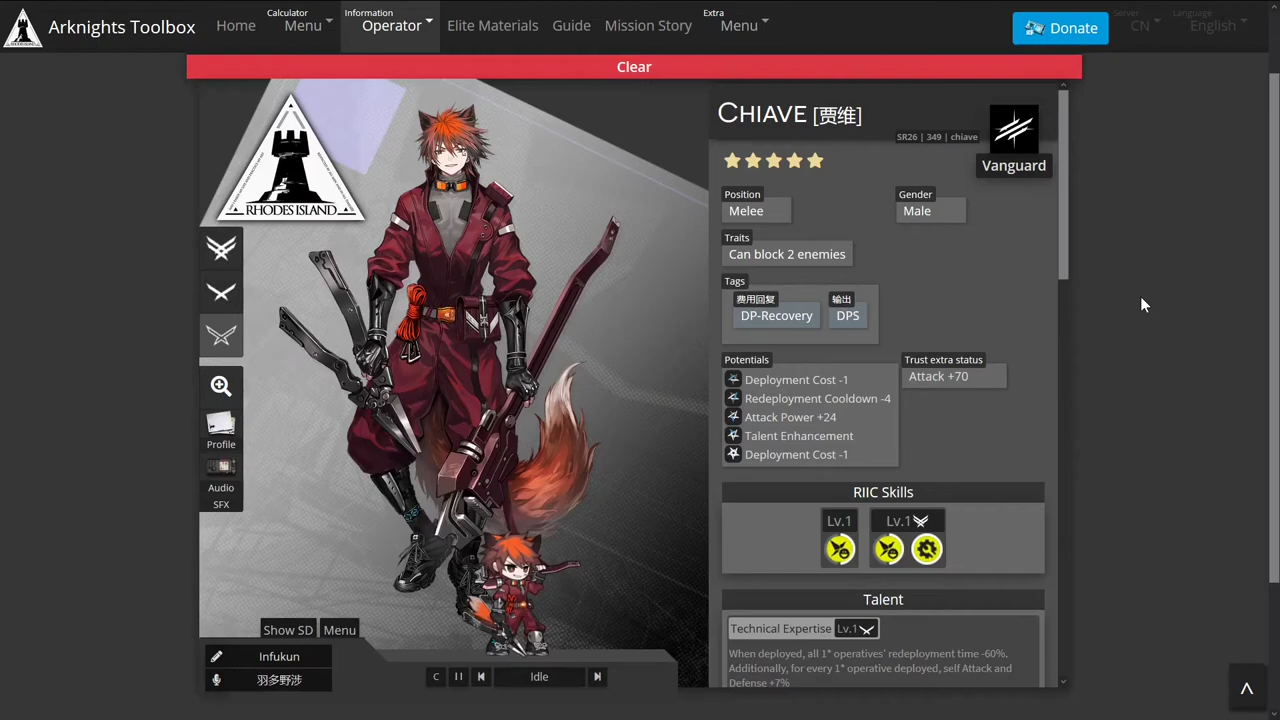 Arknights Toolbox
Home
Calculator
Menu
Information
Operator
Elite Materials
Guide
Mission Story
Extra
Menu
Donate
Server
CN
Language
English
Clear
RHODES ISLAND
CHIAVE [贾维]
SR26 | 349 | chiave
Vanguard
Position
Melee
Gender
Male
Traits
Can block 2 enemies
Tags
费用回复
DP-Recovery
输出
DPS
Potentials
Deployment Cost -1
Redeployment Cooldown -4
Attack Power +24
Talent Enhancement
Deployment Cost -1
Trust extra status
Attack +70
RIIC Skills
Lv.1
Lv.1
Talent
Technical Expertise
Lv.1
When deployed, all 1* operatives' redeployment time -60%.
Additionally, for every 1* operative deployed, self Attack and
Defense +7%
Profile
Audio
SFX
Show SD
Menu
Infukun
羽多野渉
C
Idle